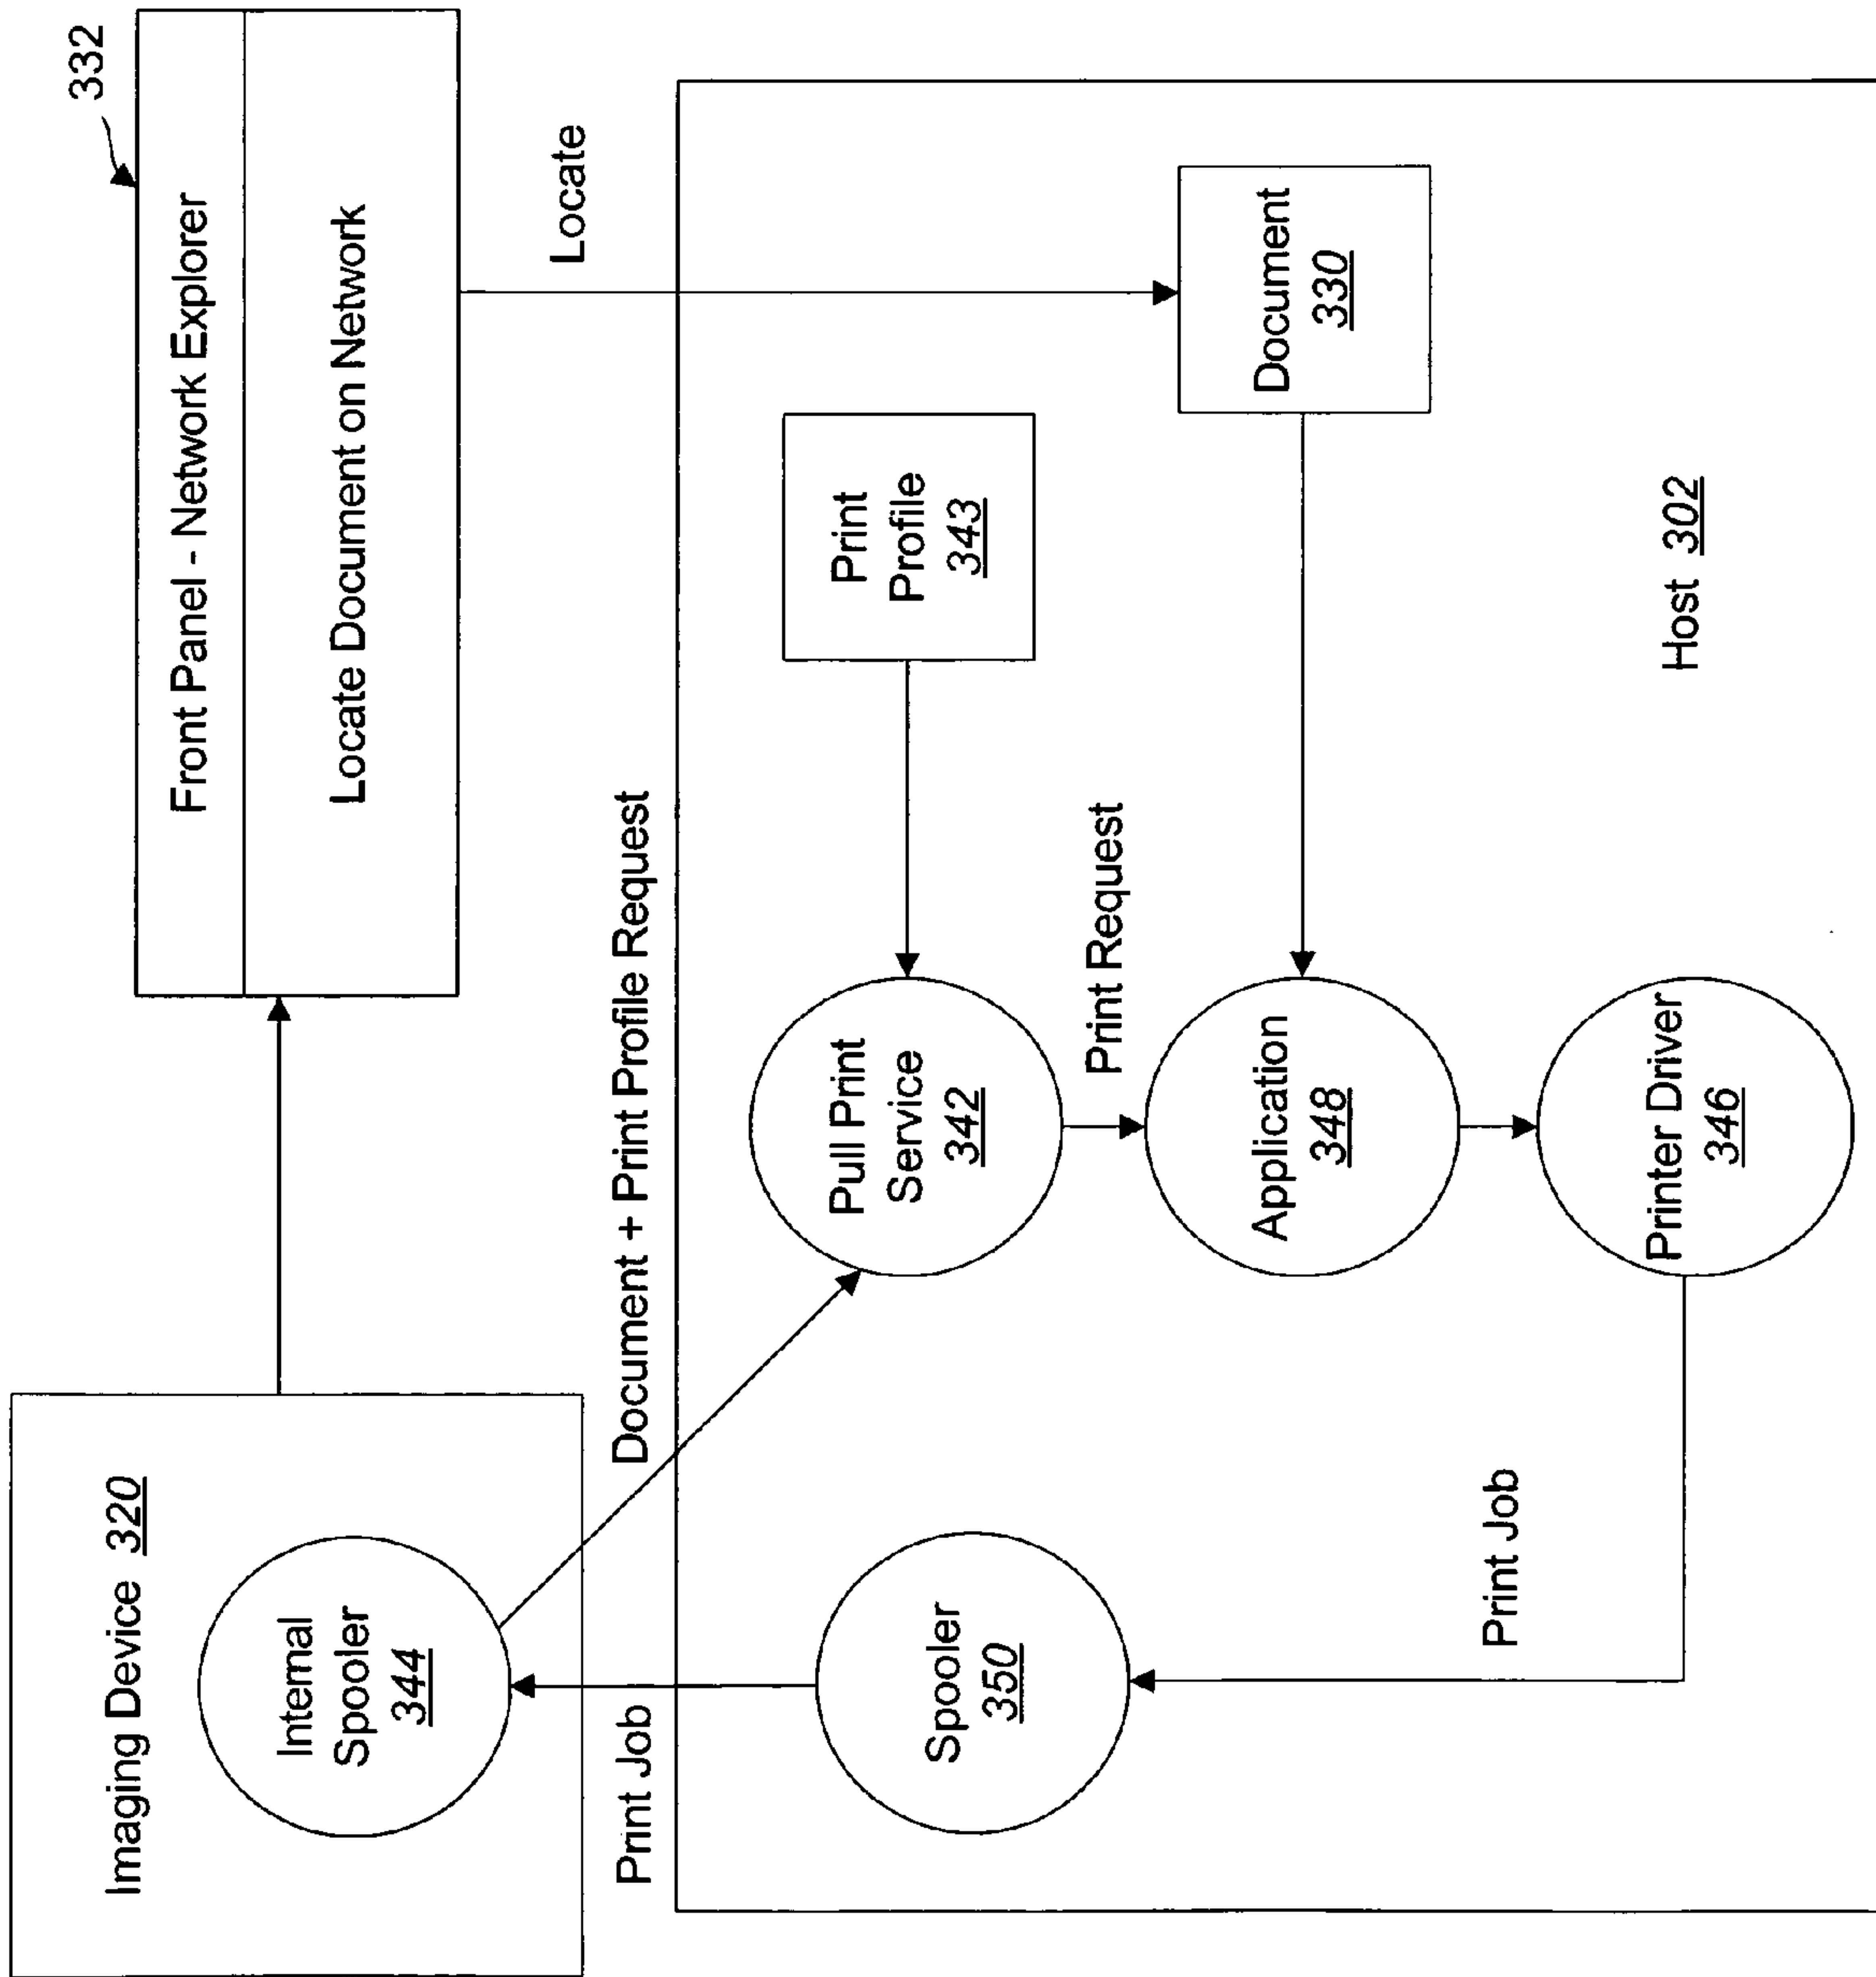 332
Front Panel - Network Explorer
Locate Document on Network
Imaging Device 320
Internal
Spooler
344
Locate
Document + Print Profile Request
Print Job
Print
Profile
343
Pull Print
Service
342
Spooler
350
Print Request
Document
330
Application
348
Print Job
Printer Driver
346
Host 302